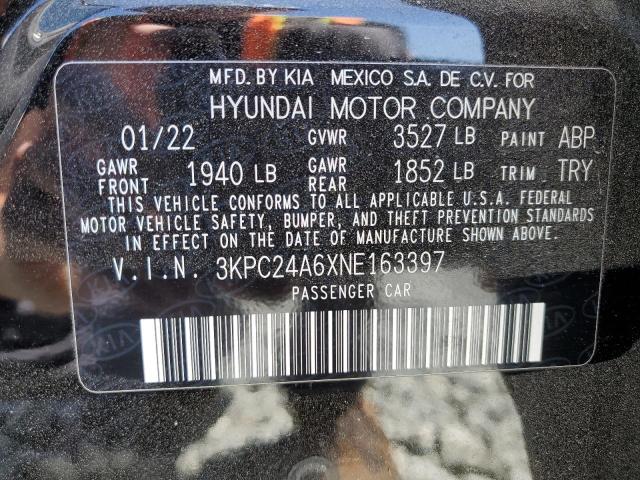 MFD. BY KIA MEXICO S.A. DE C.V. FOR
HYUNDAI MOTOR COMPANY
01/22 GVWR 3527 LB PAINT ABP
GAWR FRONT 1940 LB GAWR REAR 1852 LB TRIM TRY
THIS VEHICLE CONFORMS TO ALL APPLICABLE U.S.A. FEDERAL
MOTOR VEHICLE SAFETY, BUMPER, AND THEFT PREVENTION STANDARDS
IN EFFECT ON THE DATE OF MANUFACTURE SHOWN ABOVE.
V.I.N. 3KPC24A6XNE163397
PASSENGER CAR